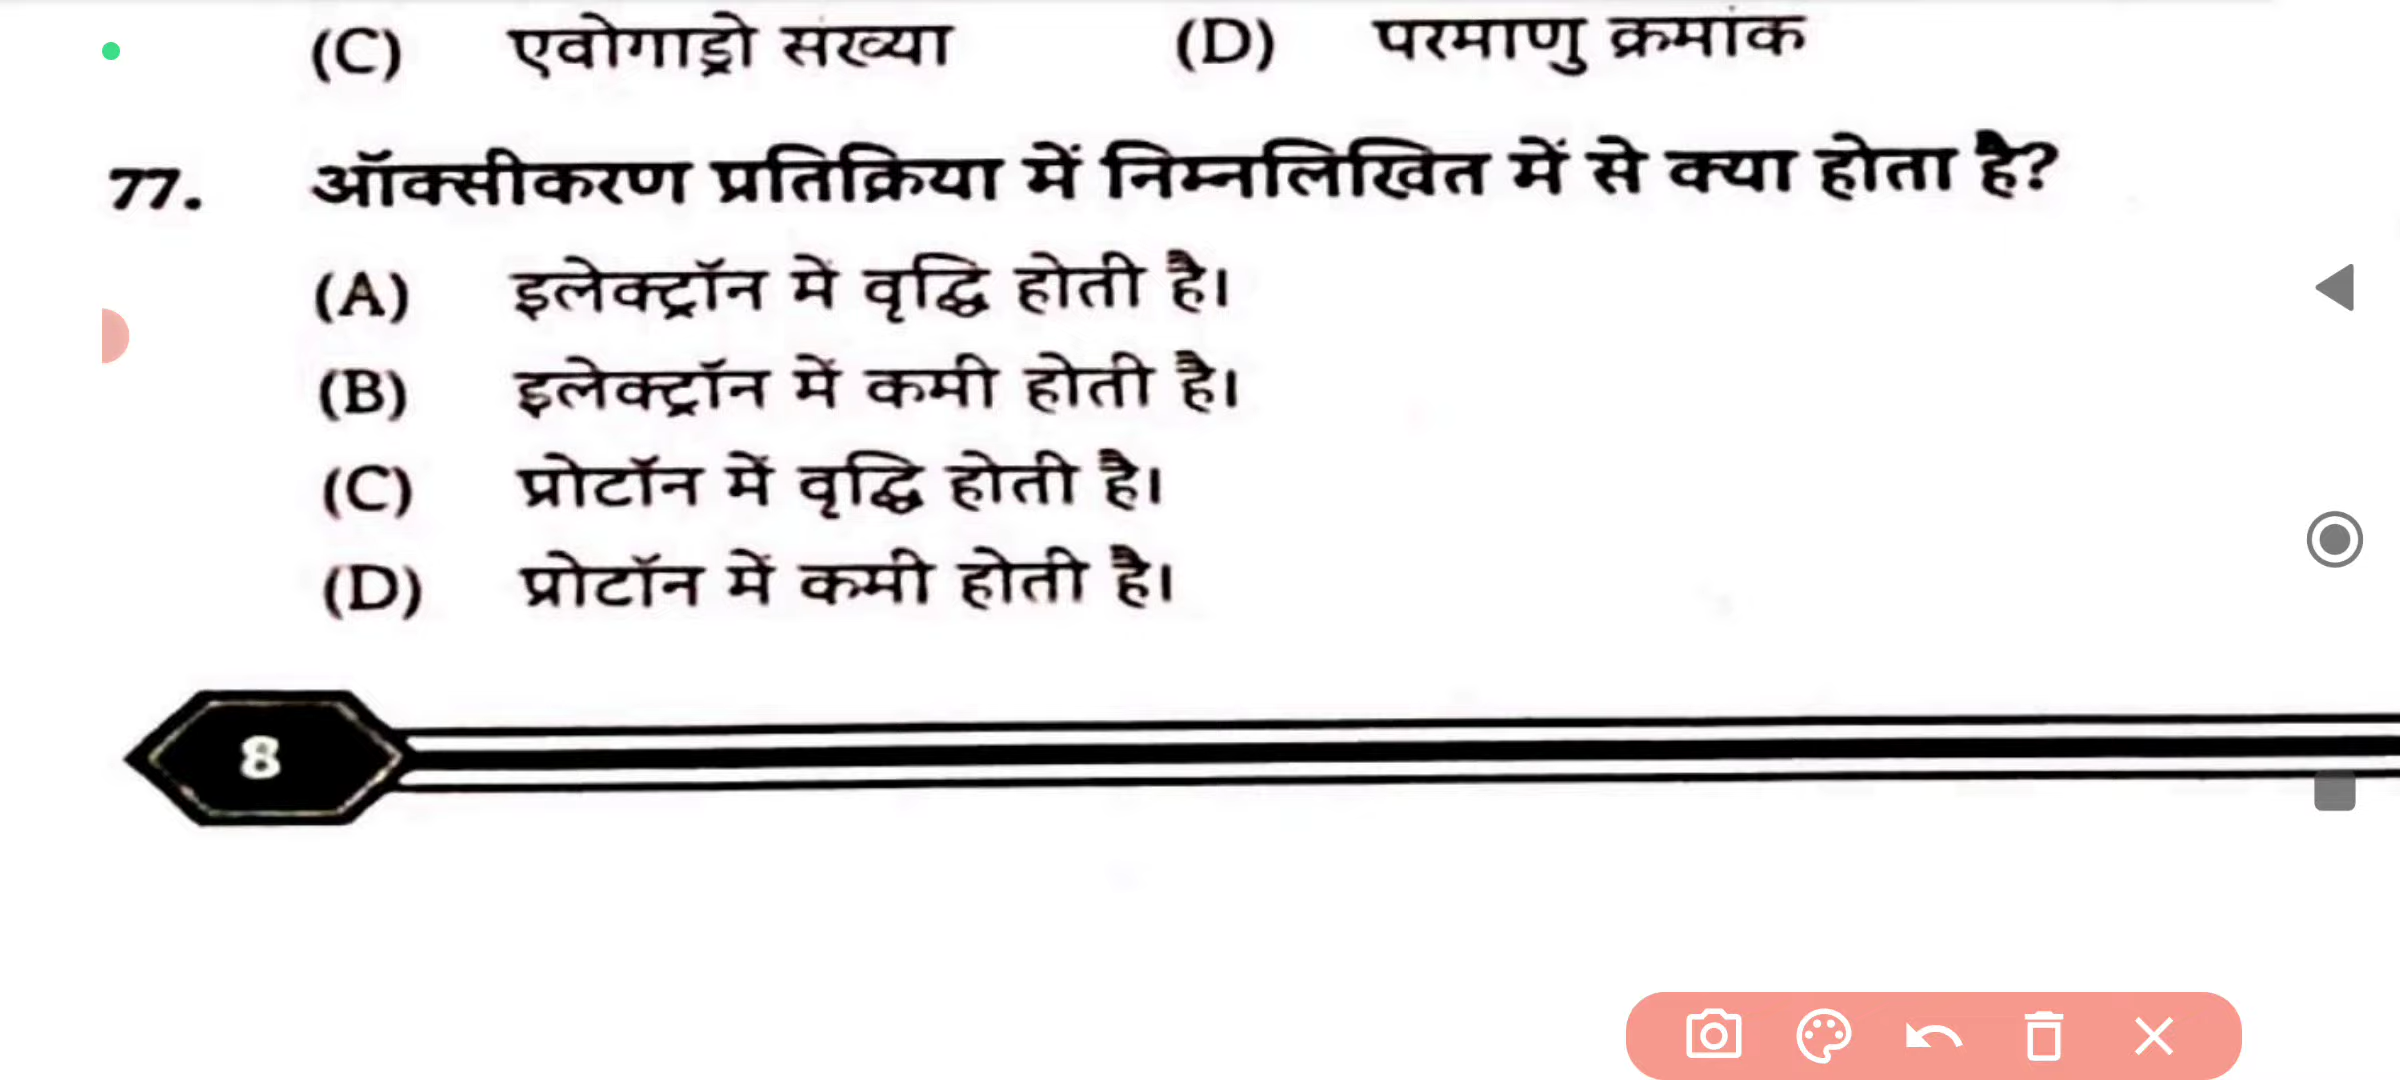 (C) एवोगाड्रो संख्या (D) परमाणु क्रमांक
77. ऑक्सीकरण प्रतिक्रिया में निम्नलिखित में से क्या होता है?
(A) इलेक्ट्रॉन में वृद्धि होती है।
(B) इलेक्ट्रॉन में कमी होती है।
(C) प्रोटॉन में वृद्धि होती है।
(D) प्रोटॉन में कमी होती है।
8